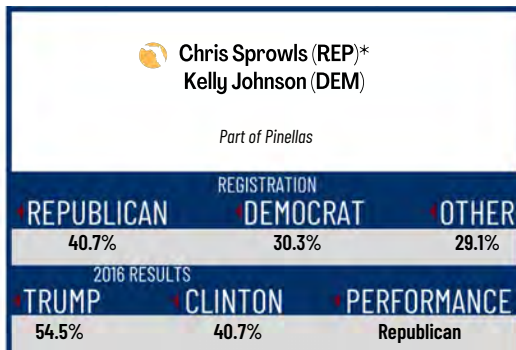 Chris Sprowls (REP)*
Kelly Johnson (DEM)
Part of Pinellas
REGISTRATION
REPUBLICAN DEMOCRAT OTHER
40.7% 30.3% 29.1%
2016 RESULTS
TRUMP CLINTON PERFORMANCE
54.5% 40.7% Republican